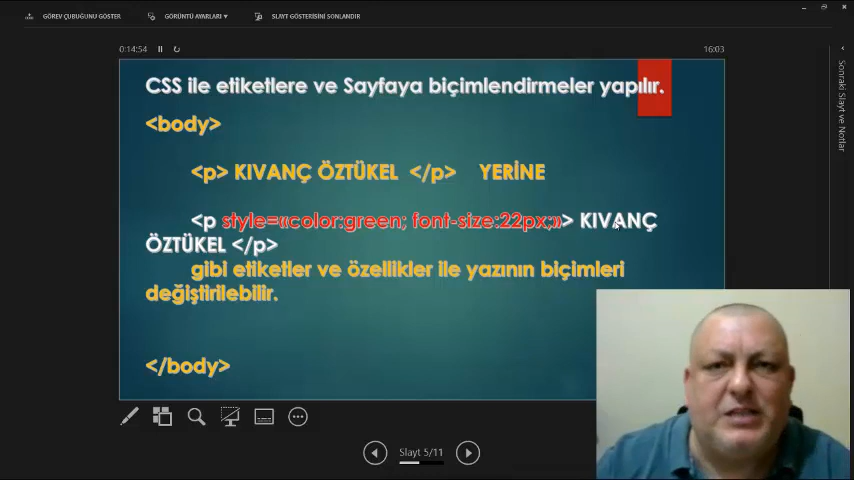 GÖREV ÇUBUĞUNU GÖSTER
GÖRÜNTÜ AYARLARI ▾
SLAYT GÖSTERİSİNİ SONLANDIR
0:14:54
16:03
CSS ile etiketlere ve Sayfaya biçimlendirmeler yapılır.
<body>
<p> KIVANÇ ÖZTÜKEL </p> YERİNE
<p style=«color:green; font-size:22px;»> KIVANÇ
ÖZTÜKEL </p>
gibi etiketler ve özellikler ile yazının biçimleri
değiştirilebilir.
</body>
Slayt 5/11
Sonraki Slayt ve Notlar